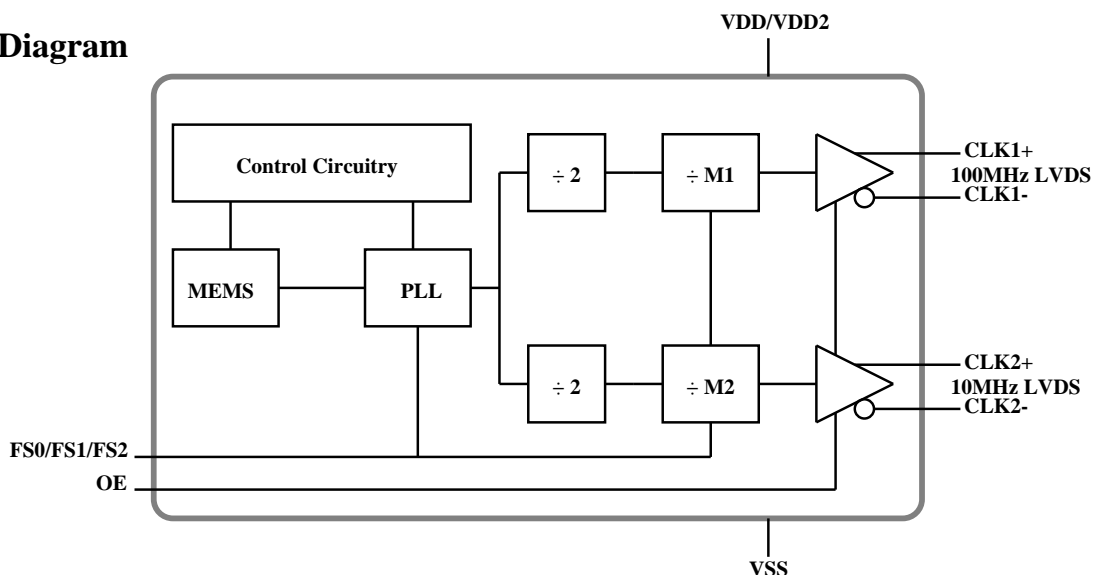 VDD/VDD2
Diagram
Control Circuitry
÷ 2
÷ M1
CLK1+
100MHz LVDS
CLK1-
MEMS
PLL
÷ 2
÷ M2
CLK2+
10MHz LVDS
CLK2-
FS0/FS1/FS2
OE
VSS